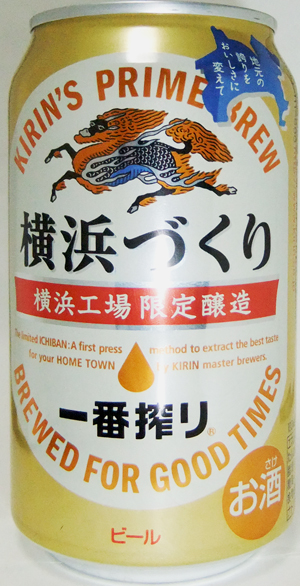 KIRIN'S PRIME BREW
地元の
誇りを
おいしさに
変えて
横浜づくり
横浜工場 限定醸造
The limited ICHIBAN: A first press method to extract the best taste
for your HOME TOWN by KIRIN master brewers.
一番搾り®
BREWED FOR GOOD TIMES
さけ
お酒
ビール